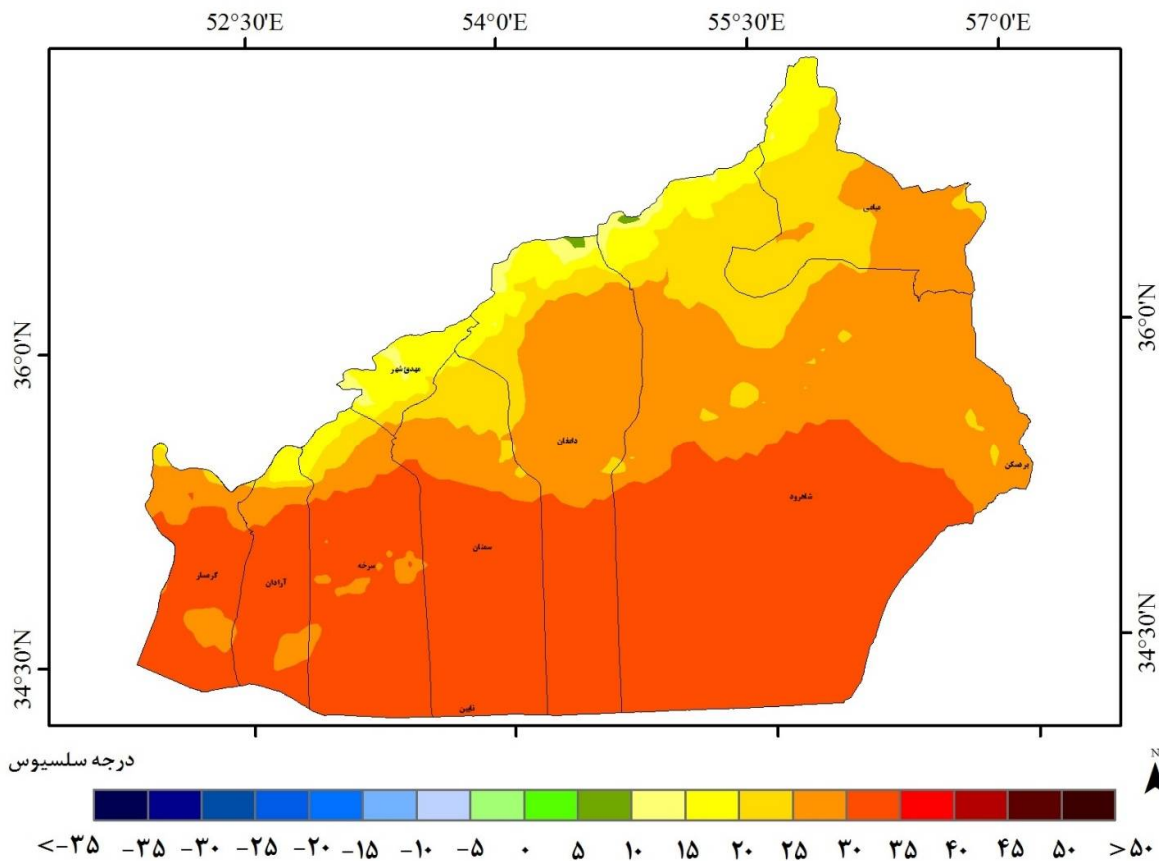 52°30'E 54°0'E 55°30'E 57°0'E
36°0'N
36°0'N
34°30'N
34°30'N
میامی
مهدی‌شهر
دامغان
بردسکن
شاهرود
سمنان
سرخه
گرمسار
آرادان
نایین
درجه سلسیوس
N
<-۳۵ -۳۵ -۳۰ -۲۵ -۲۰ -۱۵ -۱۰ -۵ ۰ ۵ ۱۰ ۱۵ ۲۰ ۲۵ ۳۰ ۳۵ ۴۰ ۴۵ ۵۰ >۵۰